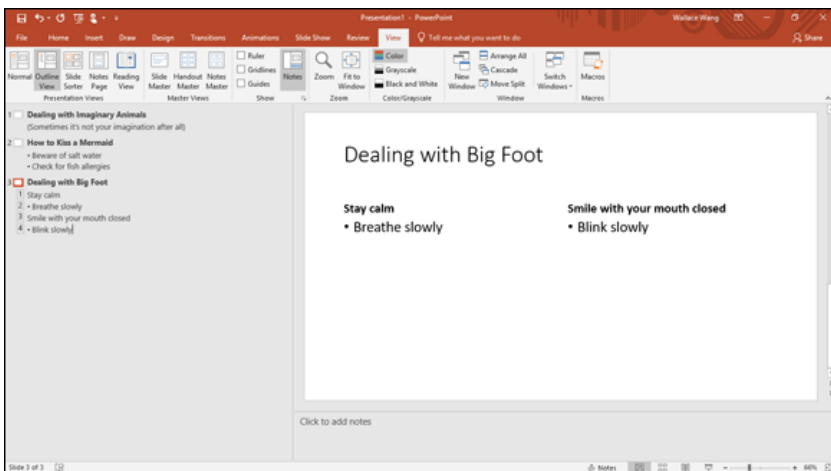 Presentation1 - PowerPoint
Wallace Wang
File Home Insert Draw Design Transitions Animations Slide Show Review View Tell me what you want to do Share
Normal Outline View Slide Sorter Notes Page Reading View
Presentation Views
Slide Master Handout Master Notes Master
Master Views
Ruler
Gridlines
Guides
Show
Notes
Zoom Fit to Window
Zoom
Color
Grayscale
Black and White
Color/Grayscale
New Window
Arrange All
Cascade
Move Split
Switch Windows
Window
Macros
Macros
1 Dealing with Imaginary Animals
(Sometimes it's not your imagination after all)
2 How to Kiss a Mermaid
• Beware of salt water
• Check for fish allergies
3 Dealing with Big Foot
1 Stay calm
2 • Breathe slowly
3 Smile with your mouth closed
4 • Blink slowly
Dealing with Big Foot
Stay calm
• Breathe slowly
Smile with your mouth closed
• Blink slowly
Click to add notes
Slide 3 of 3
Notes
66%